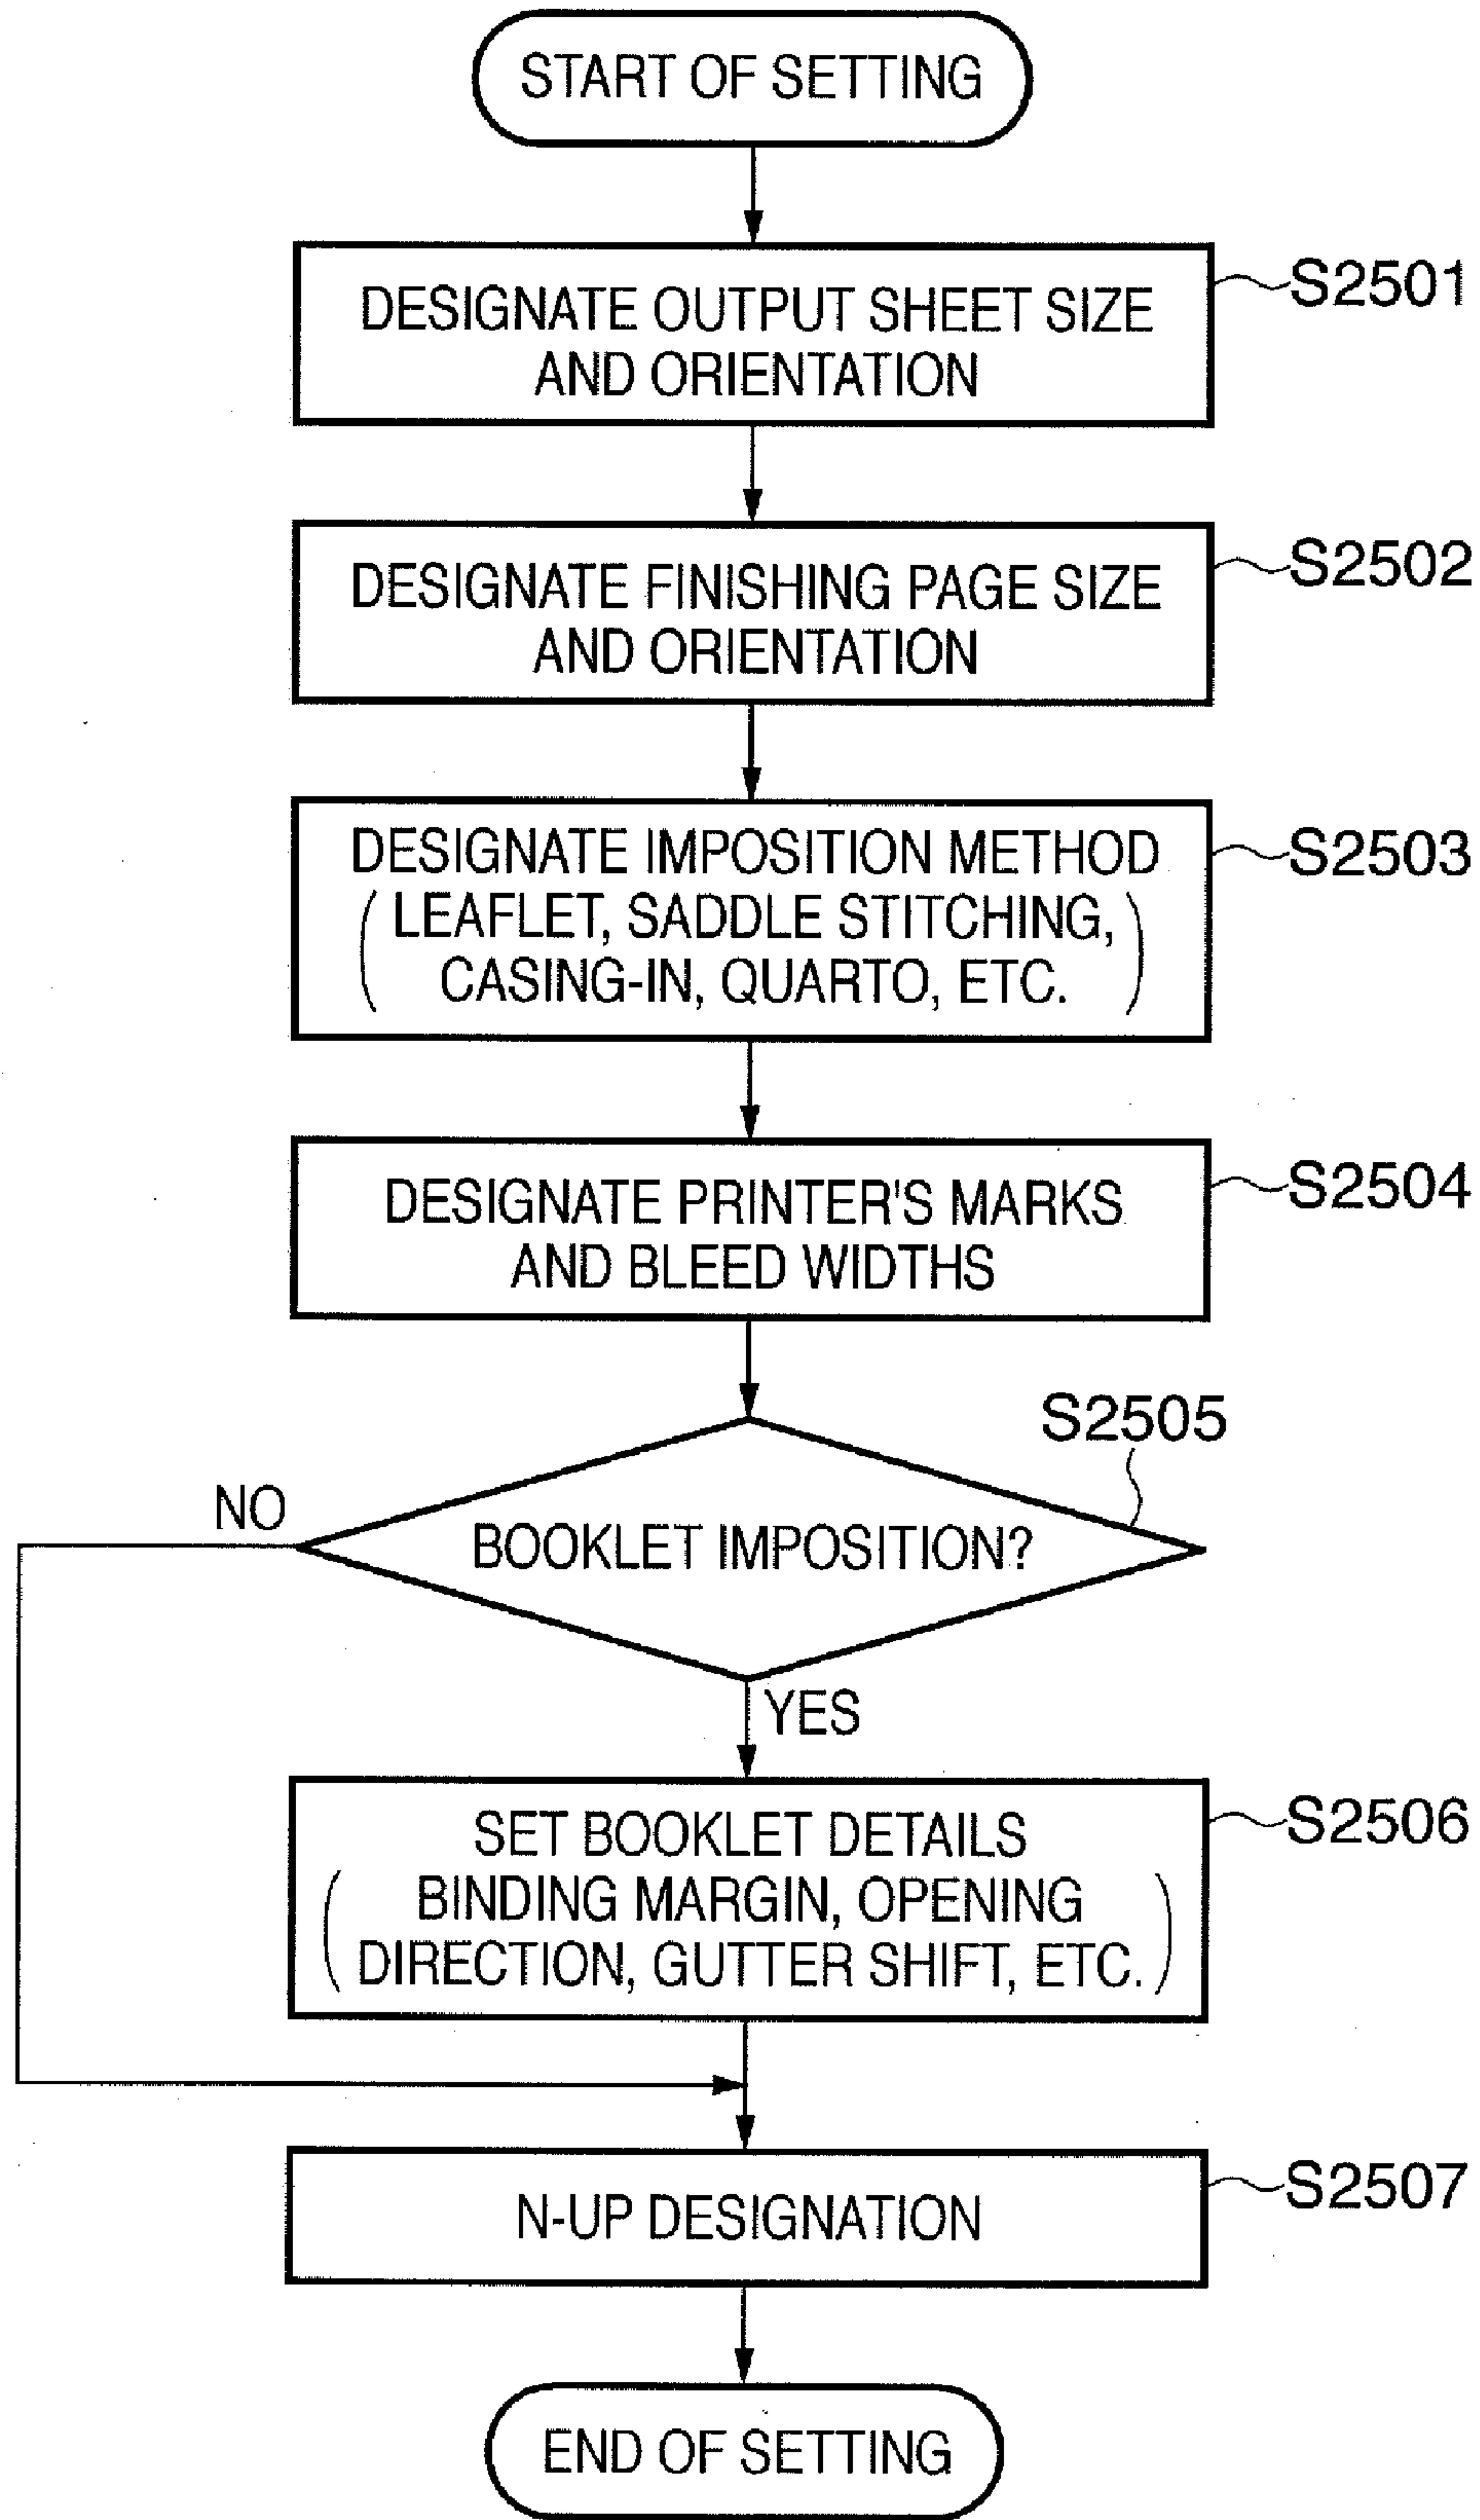 START OF SETTING
DESIGNATE OUTPUT SHEET SIZE
AND ORIENTATION
S2501
DESIGNATE FINISHING PAGE SIZE
AND ORIENTATION
S2502
DESIGNATE IMPOSITION METHOD
(LEAFLET, SADDLE STITCHING,
CASING-IN, QUARTO, ETC.)
S2503
DESIGNATE PRINTER'S MARKS
AND BLEED WIDTHS
S2504
S2505
NO
BOOKLET IMPOSITION?
YES
SET BOOKLET DETAILS
(BINDING MARGIN, OPENING
DIRECTION, GUTTER SHIFT, ETC.)
S2506
N-UP DESIGNATION
S2507
END OF SETTING